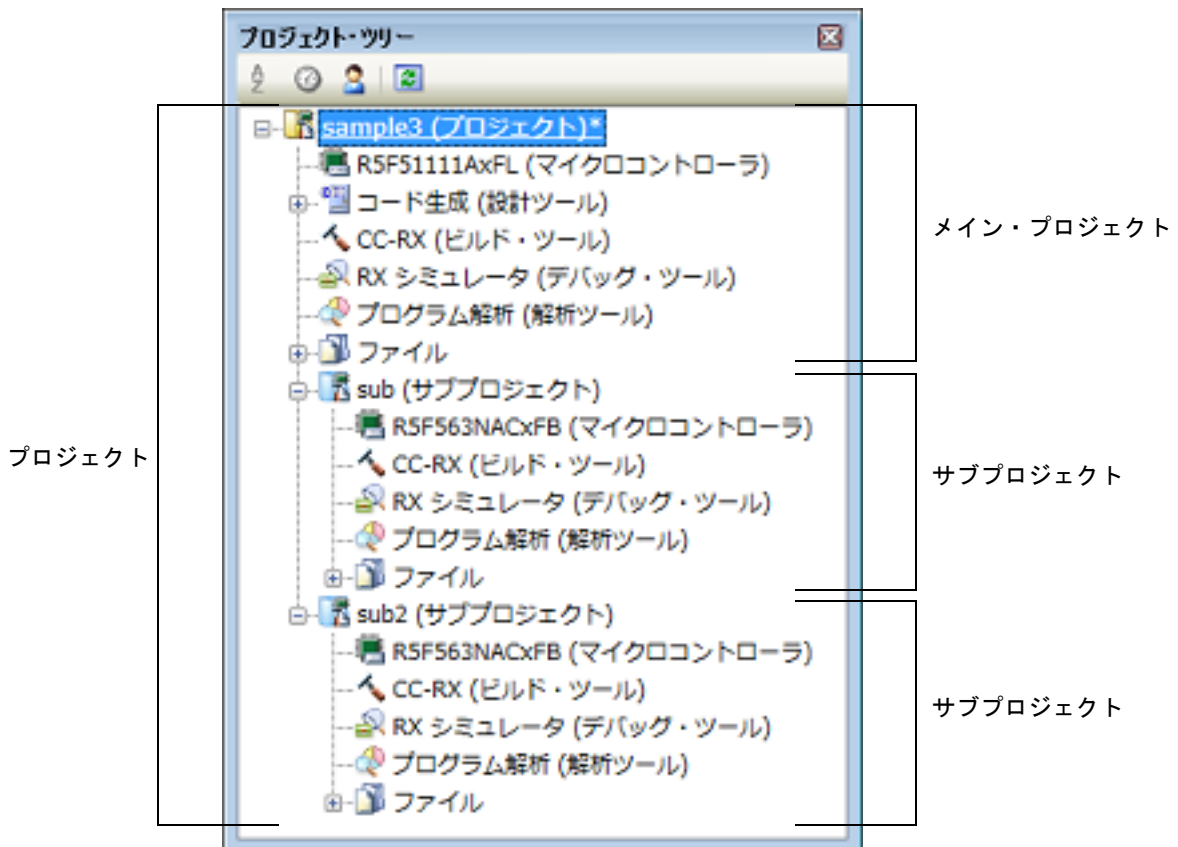 プロジェクト・ツリー
sample3 (プロジェクト)*
R5F51111AxFL (マイクロコントローラ)
コード生成 (設計ツール)
CC-RX (ビルド・ツール)
RX シミュレータ (デバッグ・ツール)
プログラム解析 (解析ツール)
ファイル
sub (サブプロジェクト)
R5F563NACxFB (マイクロコントローラ)
CC-RX (ビルド・ツール)
RX シミュレータ (デバッグ・ツール)
プログラム解析 (解析ツール)
ファイル
sub2 (サブプロジェクト)
R5F563NACxFB (マイクロコントローラ)
CC-RX (ビルド・ツール)
RX シミュレータ (デバッグ・ツール)
プログラム解析 (解析ツール)
ファイル
プロジェクト
メイン・プロジェクト
サブプロジェクト
サブプロジェクト